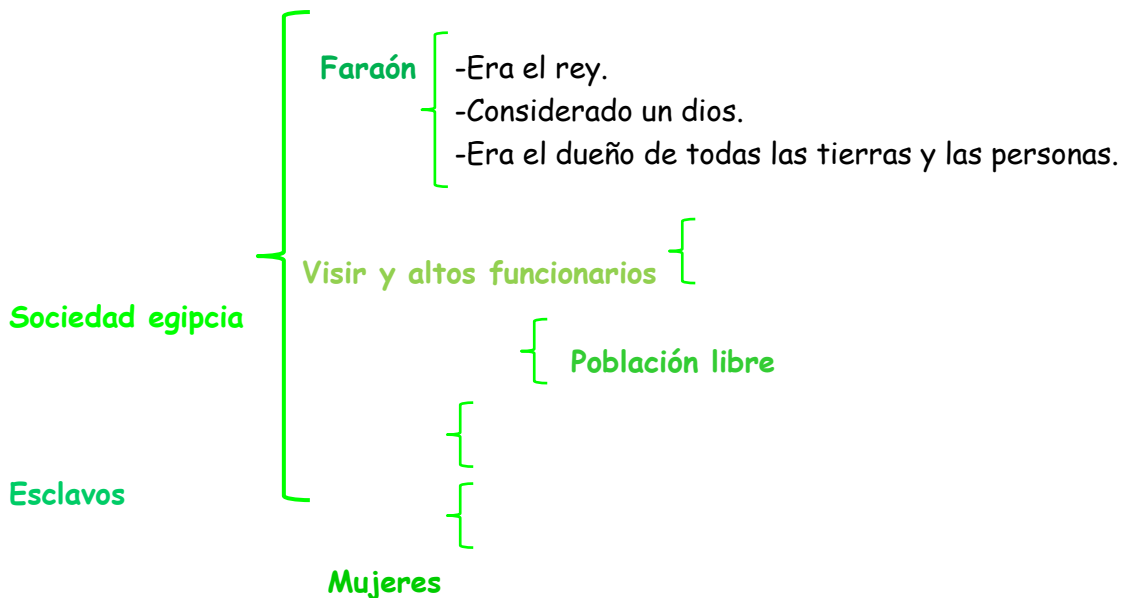 Faraón -Era el rey.
-Considerado un dios.
-Era el dueño de todas las tierras y las personas.
Visir y altos funcionarios
Sociedad egipcia
Población libre
Esclavos
Mujeres